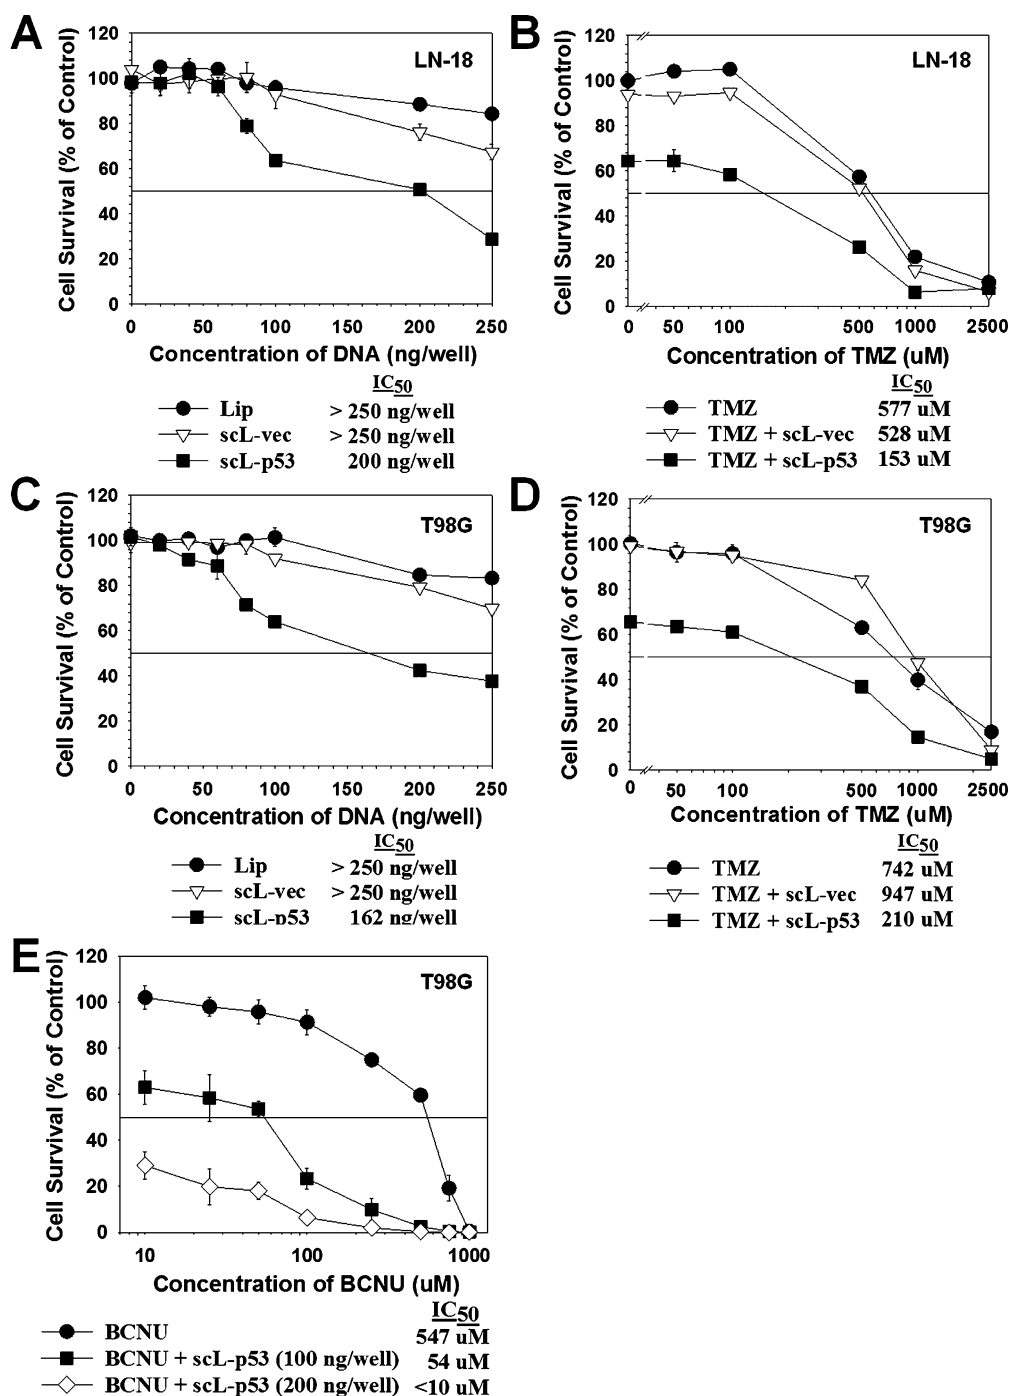 A
LN-18
Cell Survival (% of Control)
120
100
80
60
40
20
0
0 50 100 150 200 250
Concentration of DNA (ng/well)
IC50
Lip > 250 ng/well
scL-vec > 250 ng/well
scL-p53 200 ng/well
B
LN-18
Cell Survival (% of Control)
120
100
80
60
40
20
0
0 50 100 500 1000 2500
Concentration of TMZ (uM)
IC50
TMZ 577 uM
TMZ + scL-vec 528 uM
TMZ + scL-p53 153 uM
C
T98G
Cell Survival (% of Control)
120
100
80
60
40
20
0
0 50 100 150 200 250
Concentration of DNA (ng/well)
IC50
Lip > 250 ng/well
scL-vec > 250 ng/well
scL-p53 162 ng/well
D
T98G
Cell Survival (% of Control)
120
100
80
60
40
20
0
0 50 100 500 1000 2500
Concentration of TMZ (uM)
IC50
TMZ 742 uM
TMZ + scL-vec 947 uM
TMZ + scL-p53 210 uM
E
T98G
Cell Survival (% of Control)
120
100
80
60
40
20
0
10 100 1000
Concentration of BCNU (uM)
IC50
BCNU 547 uM
BCNU + scL-p53 (100 ng/well) 54 uM
BCNU + scL-p53 (200 ng/well) <10 uM